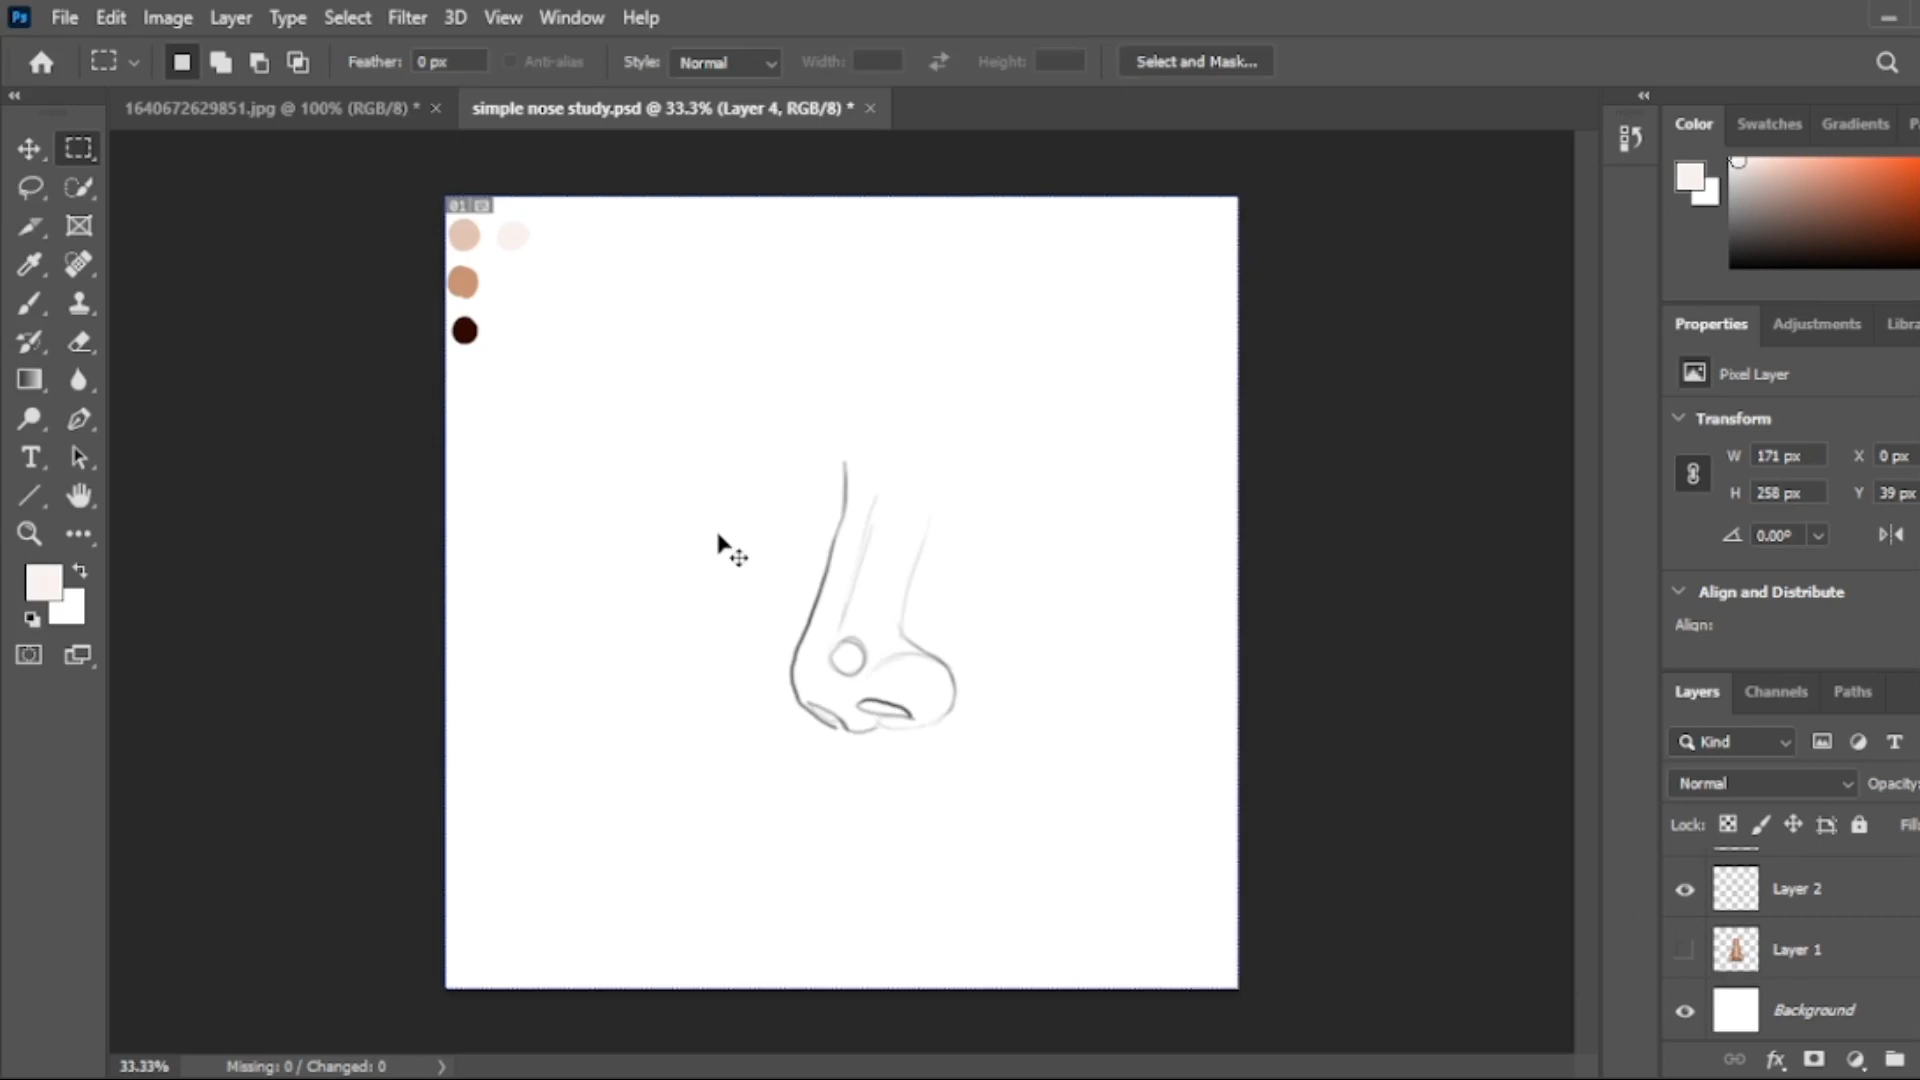 Ps File Edit Image Layer Type Select Filter 3D View Window Help
Feather: 0 px Anti-alias Style: Normal Width: Height: Select and Mask...
1640672629851.jpg @ 100% (RGB/8) * × simple nose study.psd @ 33.3% (Layer 4, RGB/8) * ×
Color Swatches Gradients
01
Properties Adjustments Libra
Pixel Layer
Transform
W 171 px X 0 px
H 258 px Y 39 px
0.00°
Align and Distribute
Align:
Layers Channels Paths
Kind
Normal Opacity:
Lock: Fill
Layer 2
Layer 1
Background
fx
33.33% Missing: 0 / Changed: 0